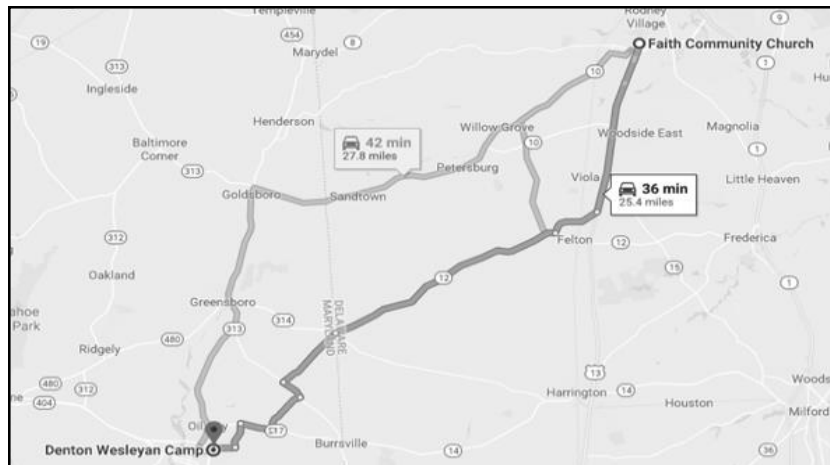 Templeville
Rodney
Village
9
19
454
8
Marydel
Faith Community Church
313
1
10
Ingleside
Henderson
42 min
27.8 miles
Willow Grove
Woodside East
Magnolia
Baltimore
Corner
10
1
313
Petersburg
Viola
36 min
25.4 miles
Little Heaven
Goldsboro
Sandtown
312
Felton
12
Frederica
Oakland
12
15
1
Greensboro
314
DELAWARE
MARYLAND
Park
313
Ridgely
480
13
480
312
Harrington
14
Houston
404
Milford
Burrsville
14
36
Denton Wesleyan Camp